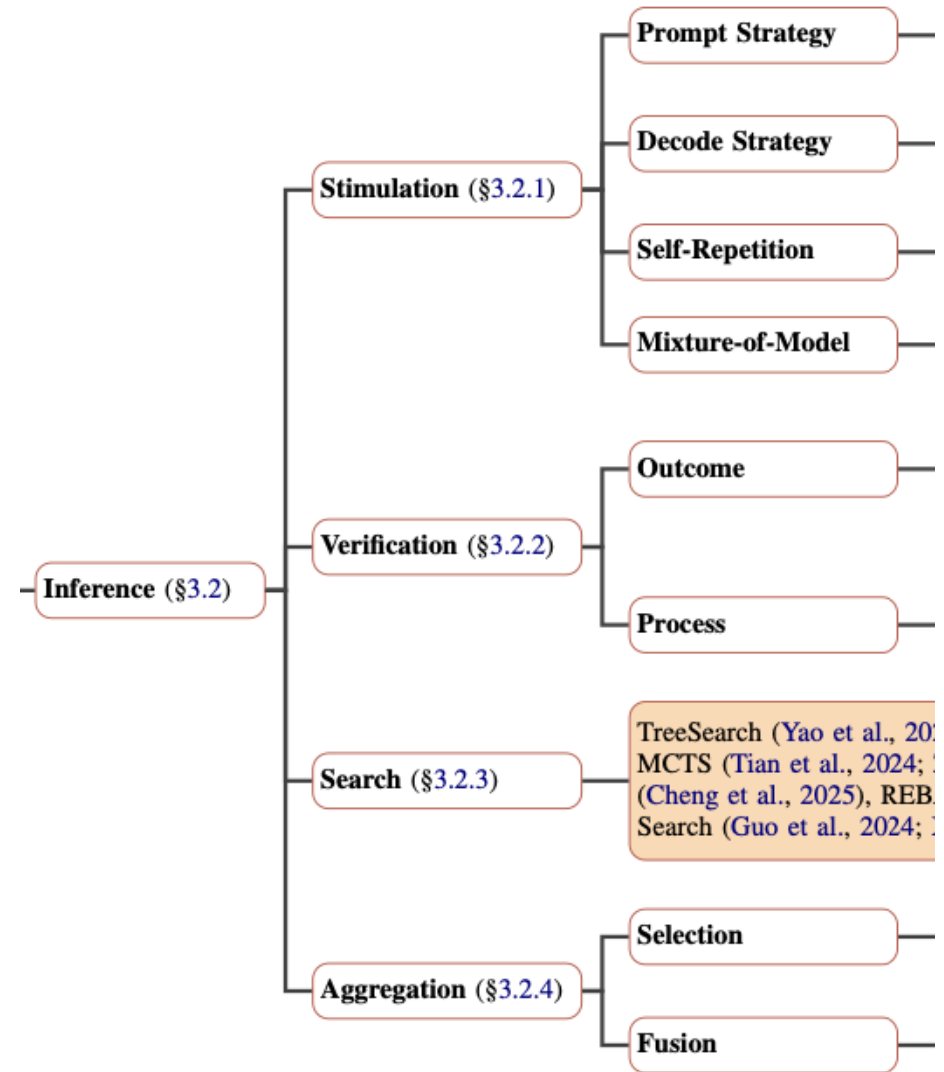 Prompt Strategy
Decode Strategy
Stimulation (§3.2.1)
Self-Repetition
Mixture-of-Model
Outcome
Verification (§3.2.2)
Inference (§3.2)
Process
TreeSearch (Yao et al.,
MCTS (Tian et al., 2024;
Search (§3.2.3)
(Cheng et al., 2025),
Search (Guo et al., 2024;
Selection
Aggregation (§3.2.4)
Fusion